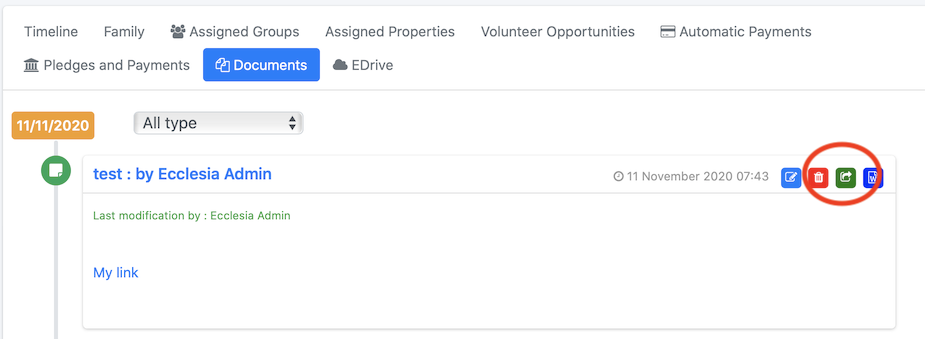 Timeline Family Assigned Groups Assigned Properties Volunteer Opportunities Automatic Payments
Pledges and Payments Documents EDrive
11/11/2020 All type
test : by Ecclesia Admin 11 November 2020 07:43 W
Last modification by : Ecclesia Admin
My link